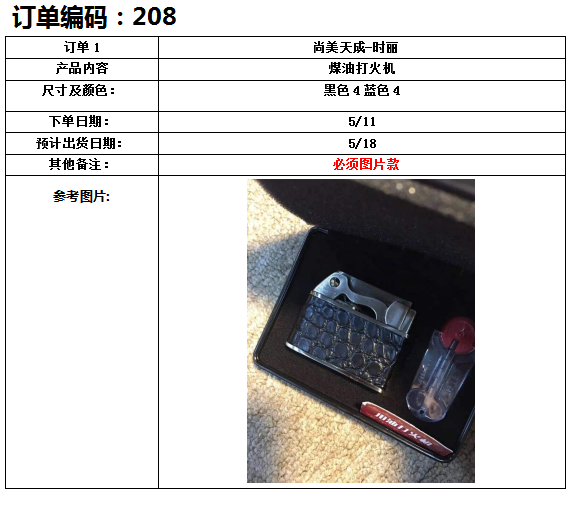 订单编码：208
订单1
尚美天成-时丽
产品内容
煤油打火机
尺寸及颜色：
黑色4蓝色4
下单日期：
5/11
预计出货日期：
5/18
其他备注：
必须图片款
参考图片:
打火机